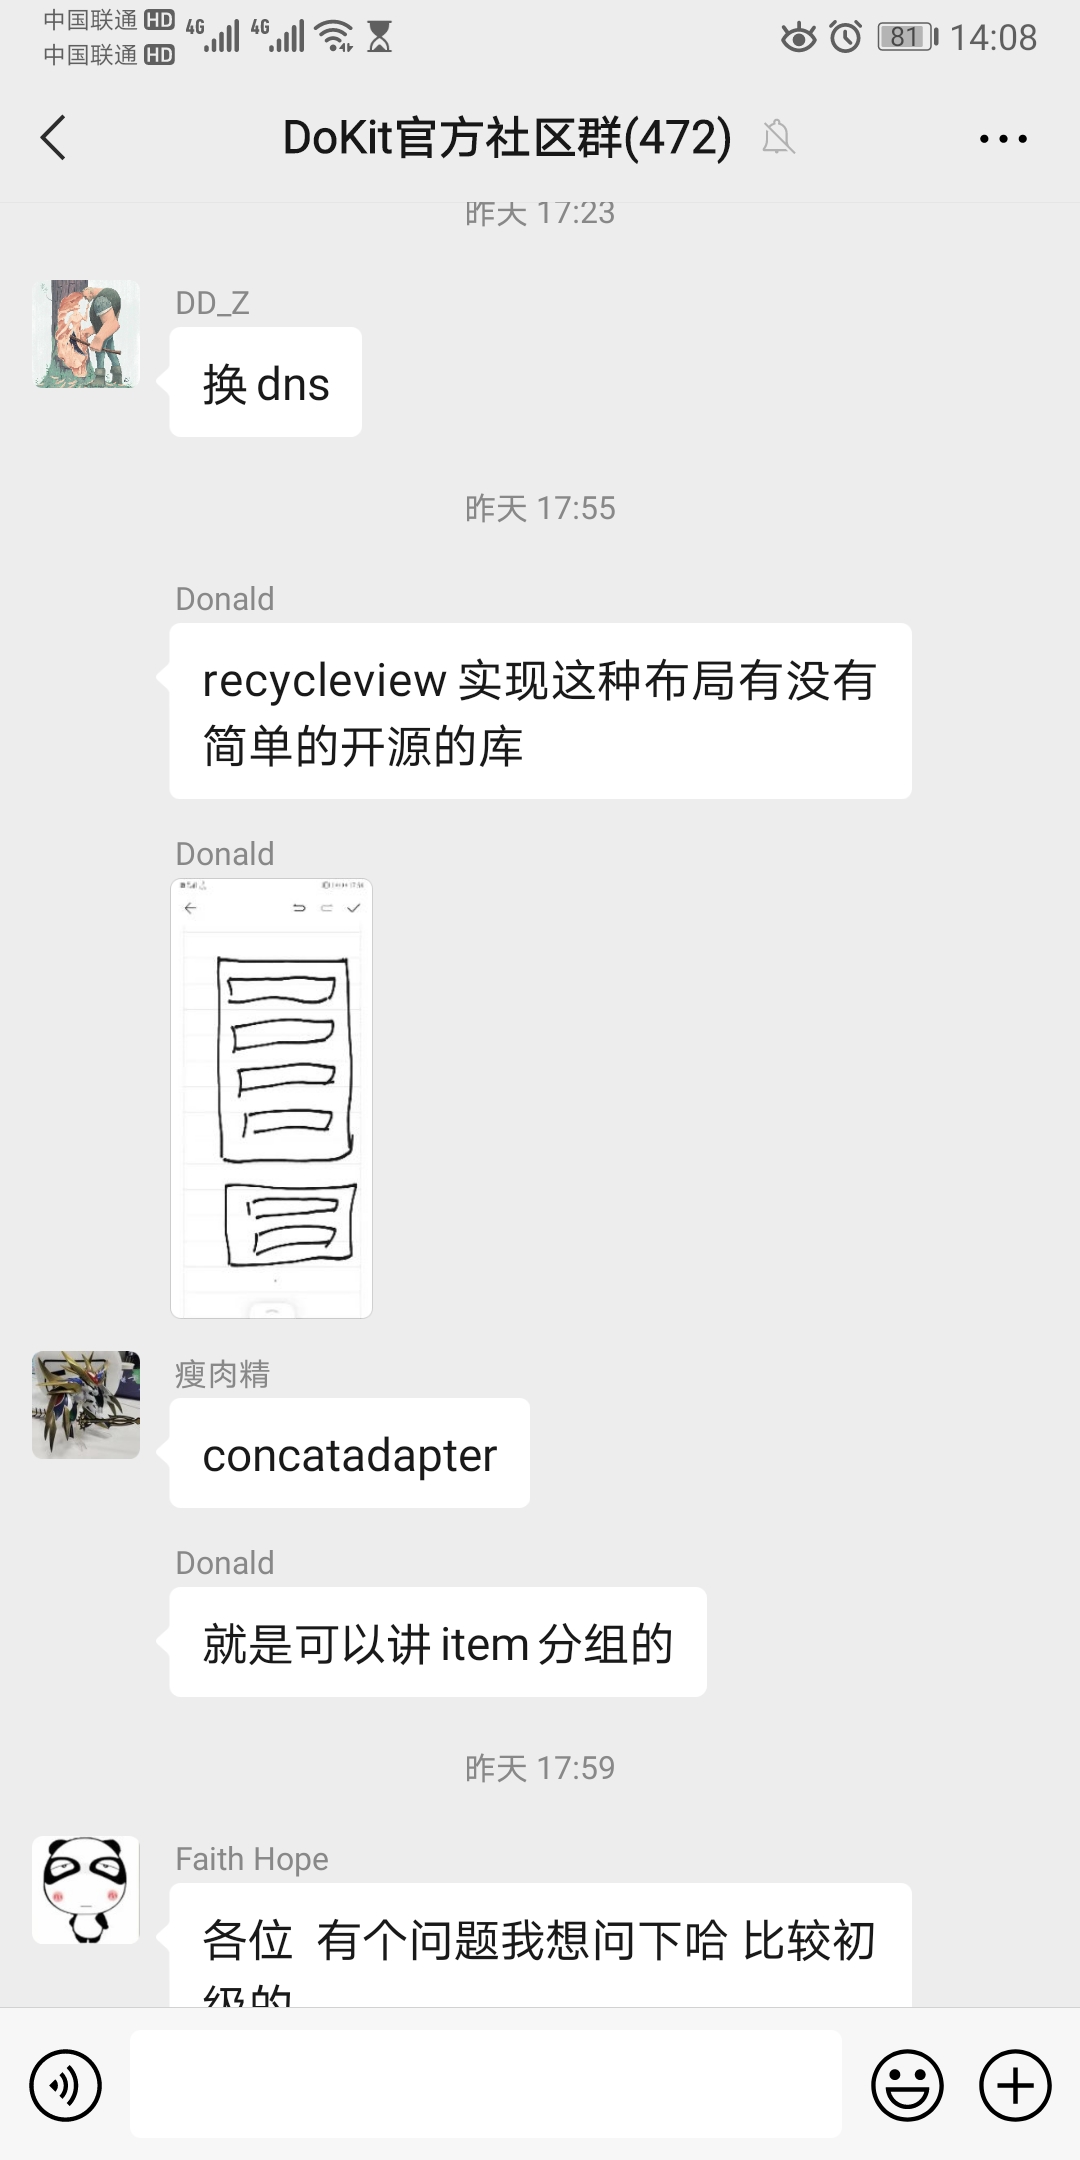 中国联通 HD 4G 4G 81 14:08
中国联通 HD
DoKit官方社区群(472)
昨天 17:23
DD_Z
换 dns
昨天 17:55
Donald
recycleview 实现这种布局有没有
简单的开源的库
Donald
瘦肉精
concatadapter
Donald
就是可以讲 item 分组的
昨天 17:59
Faith Hope
各位 有个问题我想问下哈 比较初
级的